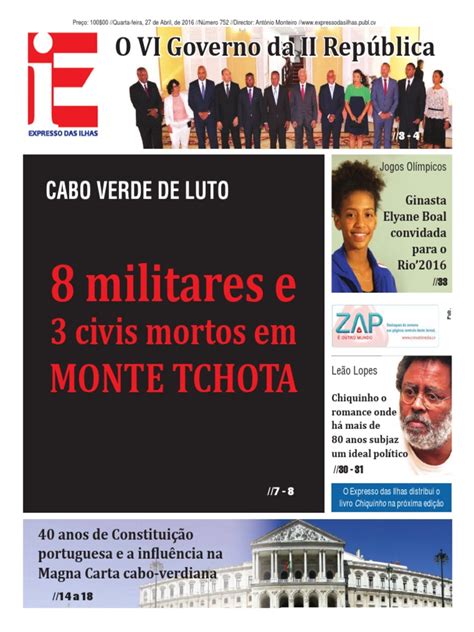 Preço: 100$00 //Quarta-feira, 27 de Abril, de 2016 //Número 752 //Director: António Monteiro //www.expressodasilhas.publ.cv
iE
EXPRESSO DAS ILHAS
O VI Governo da II República
//3 - 4
CABO VERDE DE LUTO
8 militares e
3 civis mortos em
MONTE TCHOTA
//7 - 8
Jogos Olímpicos
Ginasta
Elyane Boal
convidada
para o
Rio'2016
//33
ZAP
É OUTRO MUNDO
Leão Lopes
Chiquinho o
romance onde
há mais de
80 anos subjaz
um ideal político
//30 - 31
O Expresso das Ilhas distribui o
livro Chiquinho na próxima edição
40 anos de Constituição
portuguesa e a influência na
Magna Carta cabo-verdiana
//14 a 18